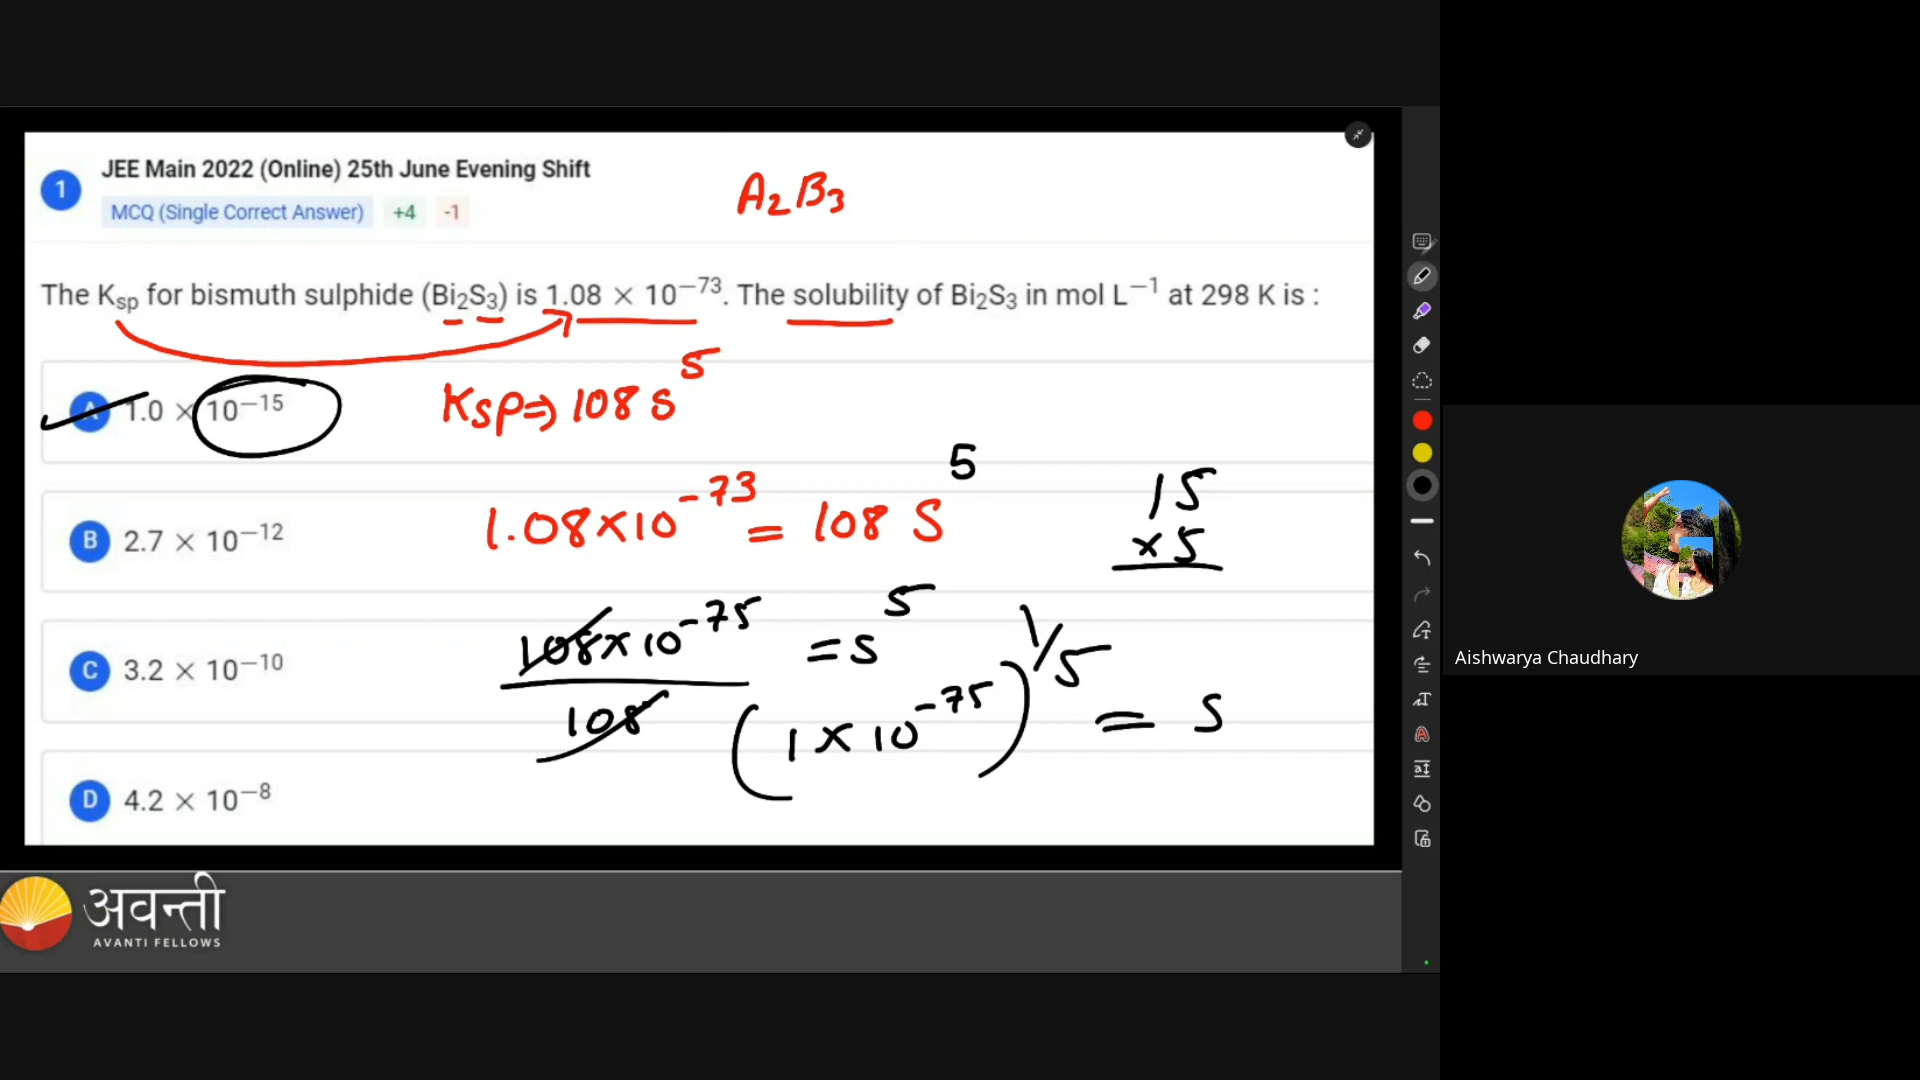 1
JEE Main 2022 (Online) 25th June Evening Shift
MCQ (Single Correct Answer) +4 -1
A₂B₃
The Kₛₚ for bismuth sulphide (Bi₂S₃) is 1.08 × 10⁻⁷³. The solubility of Bi₂S₃ in mol L⁻¹ at 298 K is :
A 1.0 × 10⁻¹⁵
Ksp ⇒ 108 s⁵
1.08×10⁻⁷³ = 108 S⁵
15
×5
B 2.7 × 10⁻¹²
108×10⁻⁷⁵ = s⁵
108
C 3.2 × 10⁻¹⁰
(1 × 10⁻⁷⁵)^1/5 = S
D 4.2 × 10⁻⁸
अवन्ती
AVANTI FELLOWS
Aishwarya Chaudhary